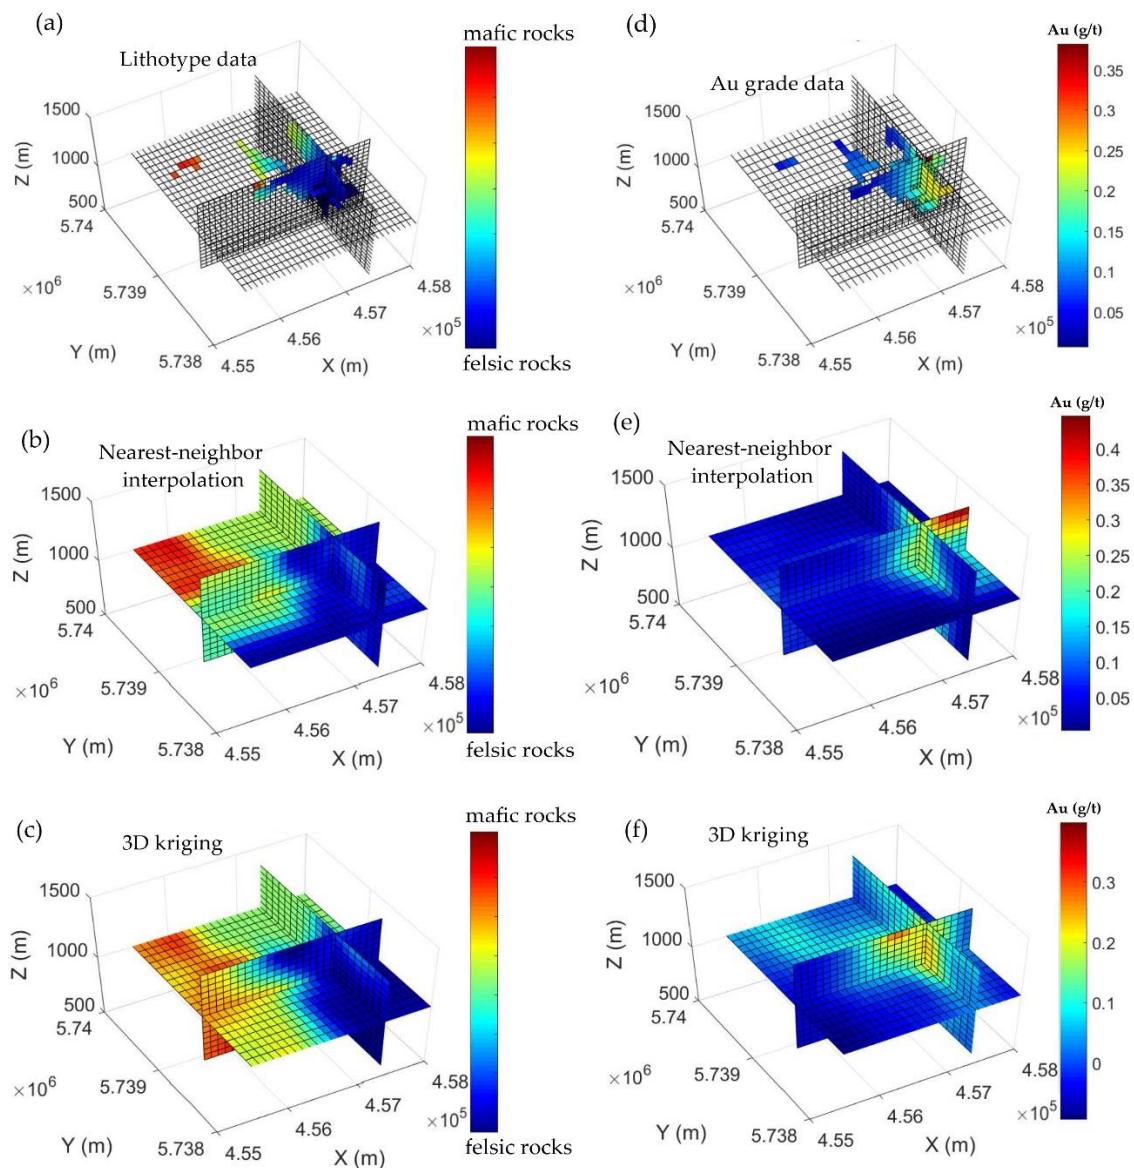 (a)
Lithotype data
mafic rocks
1500
1000
500
Z (m)
5.74
×10⁶
5.739
5.738
Y (m)
4.55
4.56
4.57
4.58
×10⁵
X (m)
felsic rocks
(d)
Au grade data
Au (g/t)
0.35
0.3
0.25
0.2
0.15
0.1
0.05
1500
1000
500
Z (m)
5.74
×10⁶
5.739
5.738
Y (m)
4.55
4.56
4.57
4.58
×10⁵
X (m)
(b)
Nearest-neighbor
interpolation
mafic rocks
1500
1000
500
Z (m)
5.74
×10⁶
5.739
5.738
Y (m)
4.55
4.56
4.57
4.58
×10⁵
X (m)
felsic rocks
(e)
Nearest-neighbor
interpolation
Au (g/t)
0.4
0.35
0.3
0.25
0.2
0.15
0.1
0.05
1500
1000
500
Z (m)
5.74
×10⁶
5.739
5.738
Y (m)
4.55
4.56
4.57
4.58
×10⁵
X (m)
(c)
3D kriging
mafic rocks
1500
1000
500
Z (m)
5.74
×10⁶
5.739
5.738
Y (m)
4.55
4.56
4.57
4.58
×10⁵
X (m)
felsic rocks
(f)
3D kriging
Au (g/t)
0.3
0.2
0.1
0
1500
1000
500
Z (m)
5.74
×10⁶
5.739
5.738
Y (m)
4.55
4.56
4.57
4.58
×10⁵
X (m)